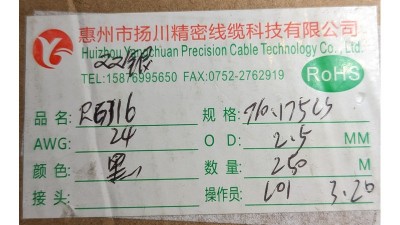 惠州市扬川精密线缆科技有限公司
Huizhou Yangchuan Precision Cable Technology Co., Ltd.
TEL:15876995650 FAX:0752-2762919
RoHS
品名:
规格:
AWG: 24
O D: 2.5 MM
颜色: 黑
数量: 250 M
接头:
操作员: L01 3.20